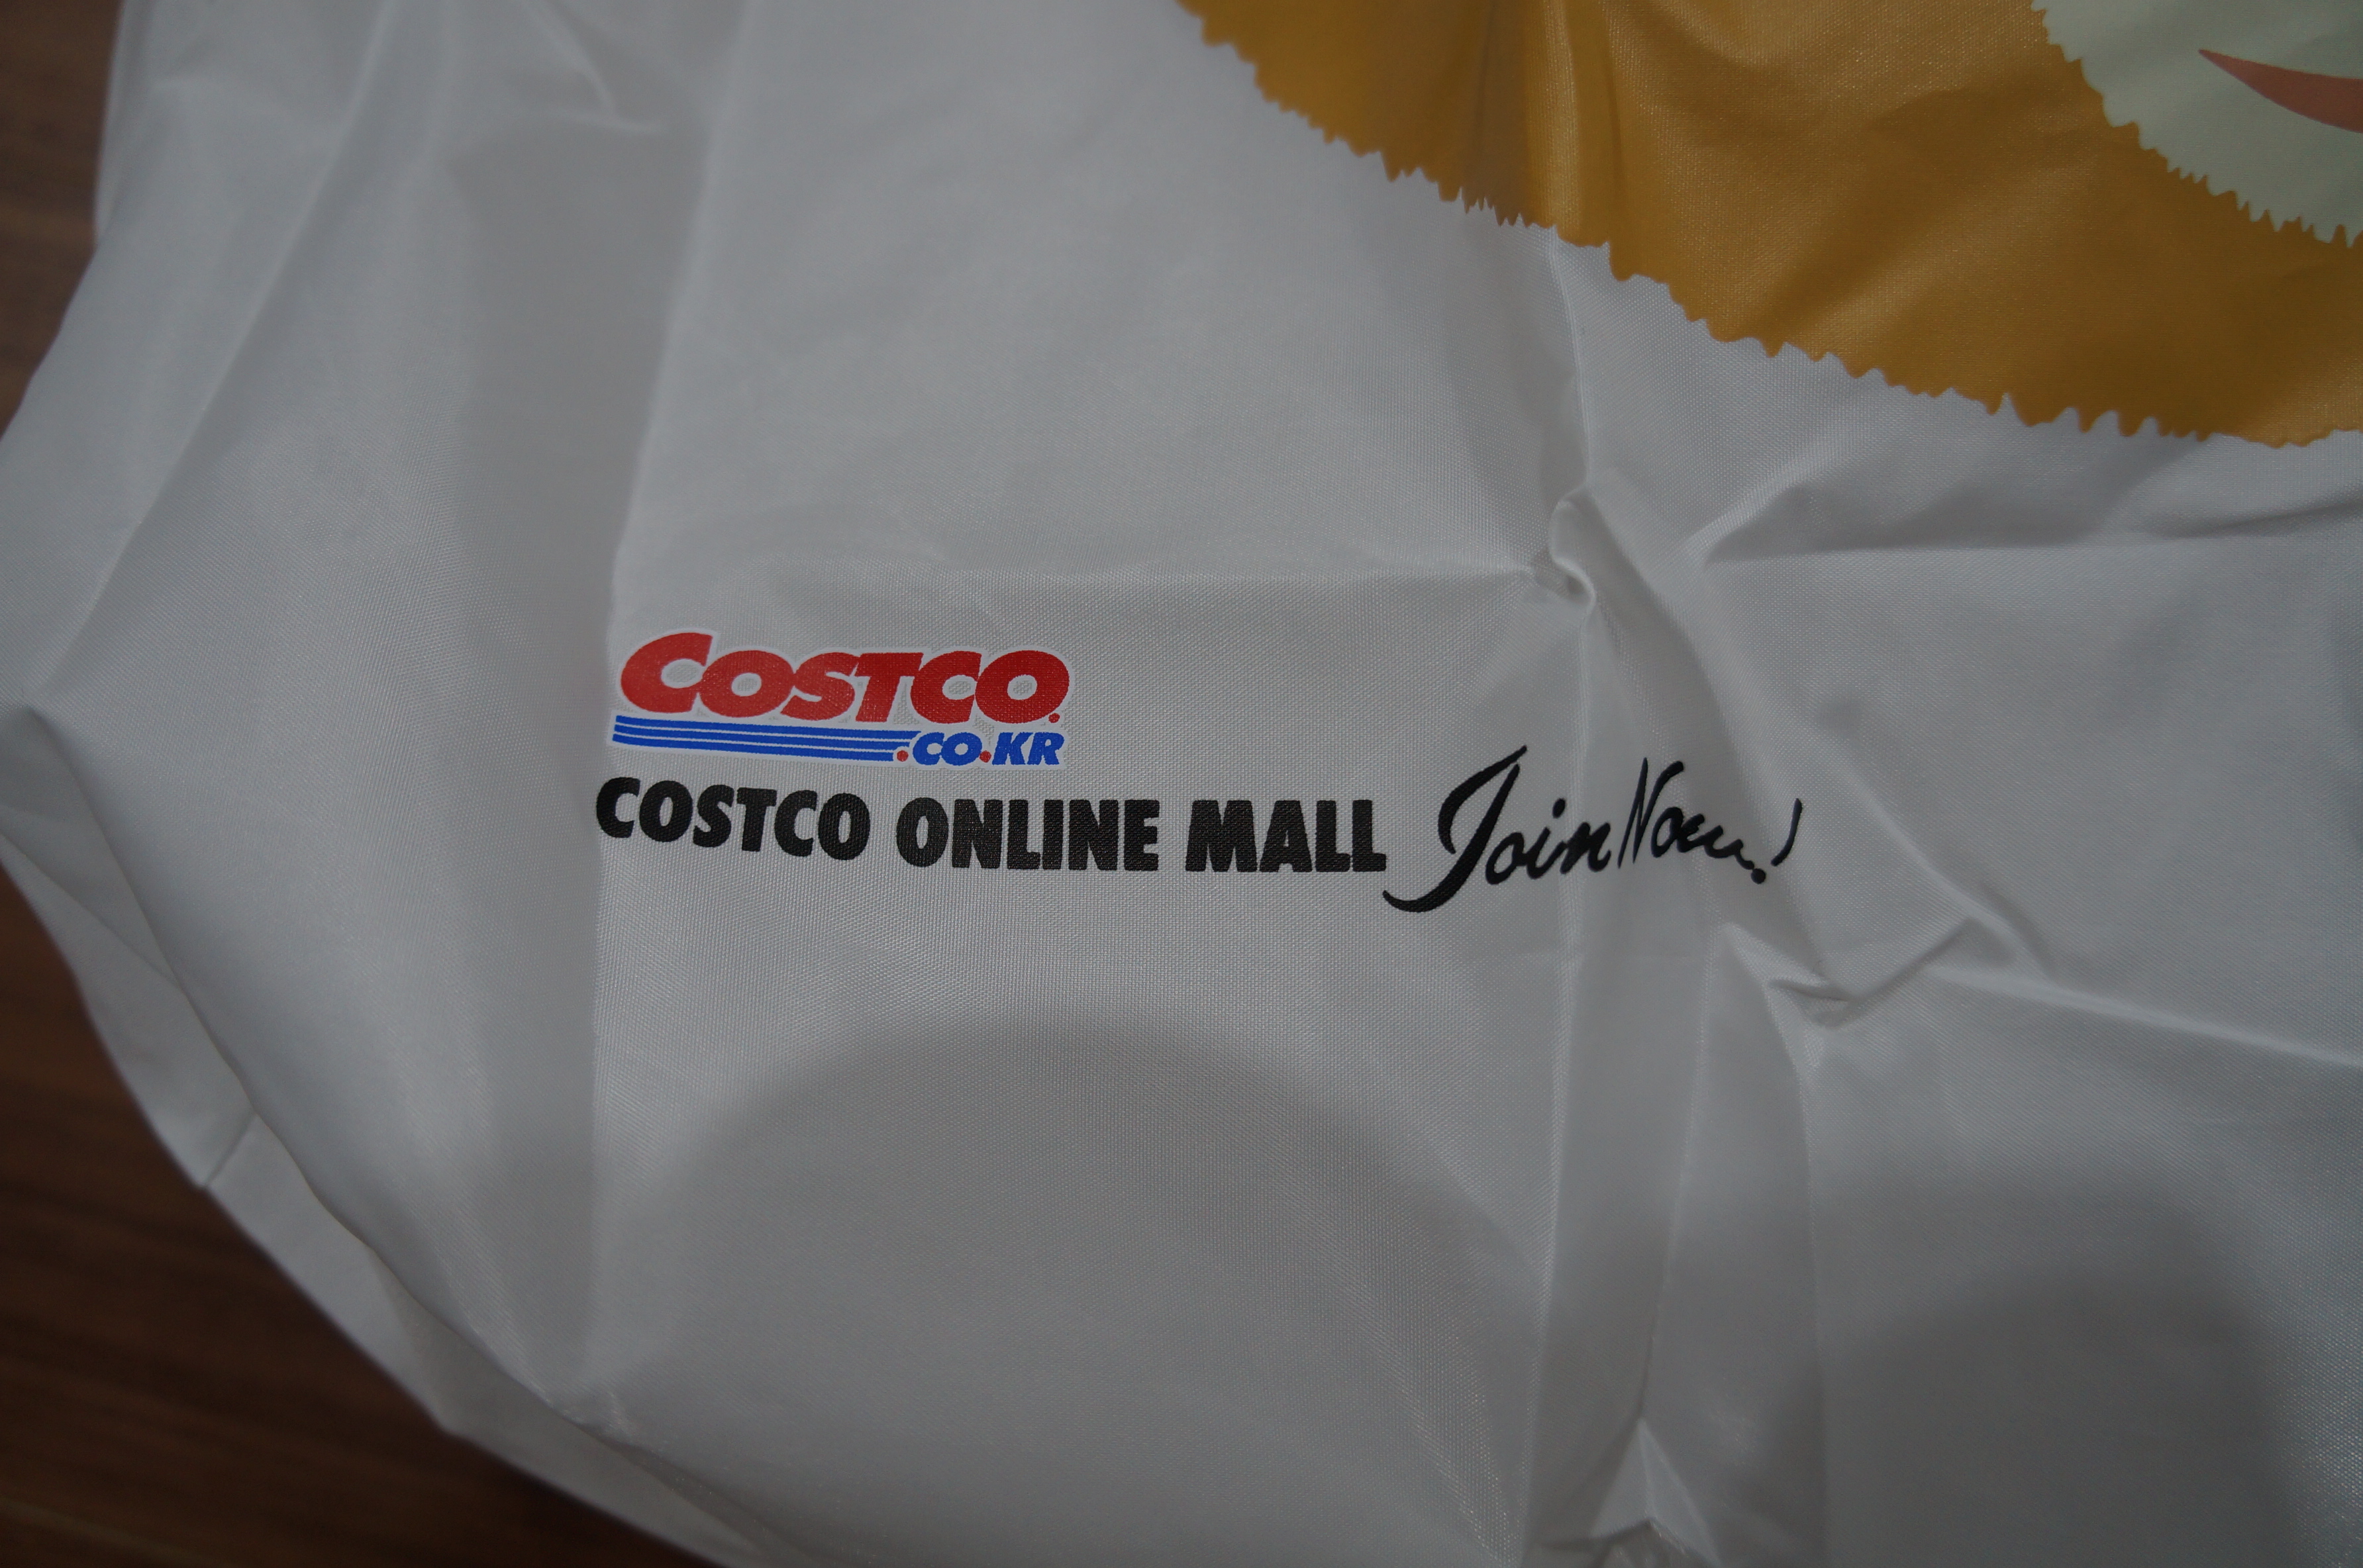 COSTCO
.CO.KR
COSTCO ONLINE MALL Join Now!